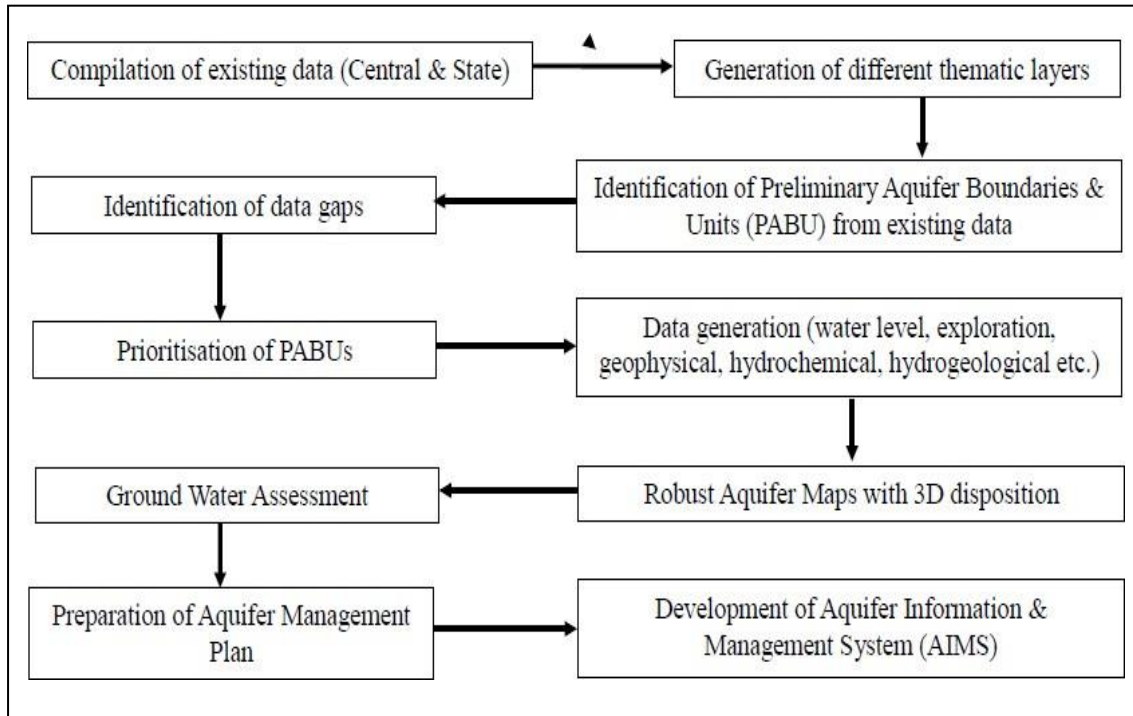 Compilation of existing data (Central & State)
Generation of different thematic layers
Identification of Preliminary Aquifer Boundaries &
Units (PABU) from existing data
Identification of data gaps
Prioritisation of PABUs
Data generation (water level, exploration,
geophysical, hydrochemical, hydrogeological etc.)
Robust Aquifer Maps with 3D disposition
Ground Water Assessment
Preparation of Aquifer Management
Plan
Development of Aquifer Information &
Management System (AIMS)